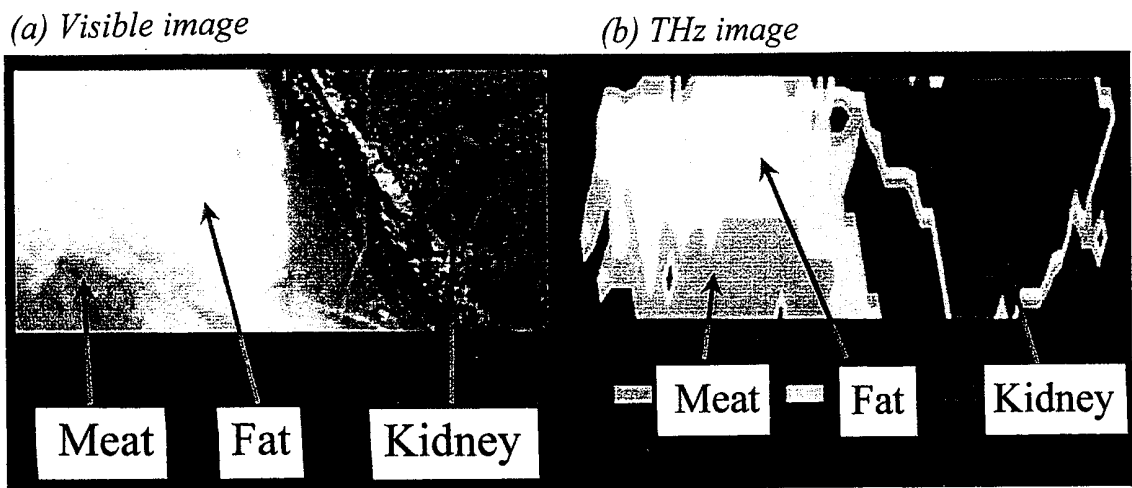 (a) Visible image
(b) THz image
Meat
Fat
Kidney
Meat
Fat
Kidney